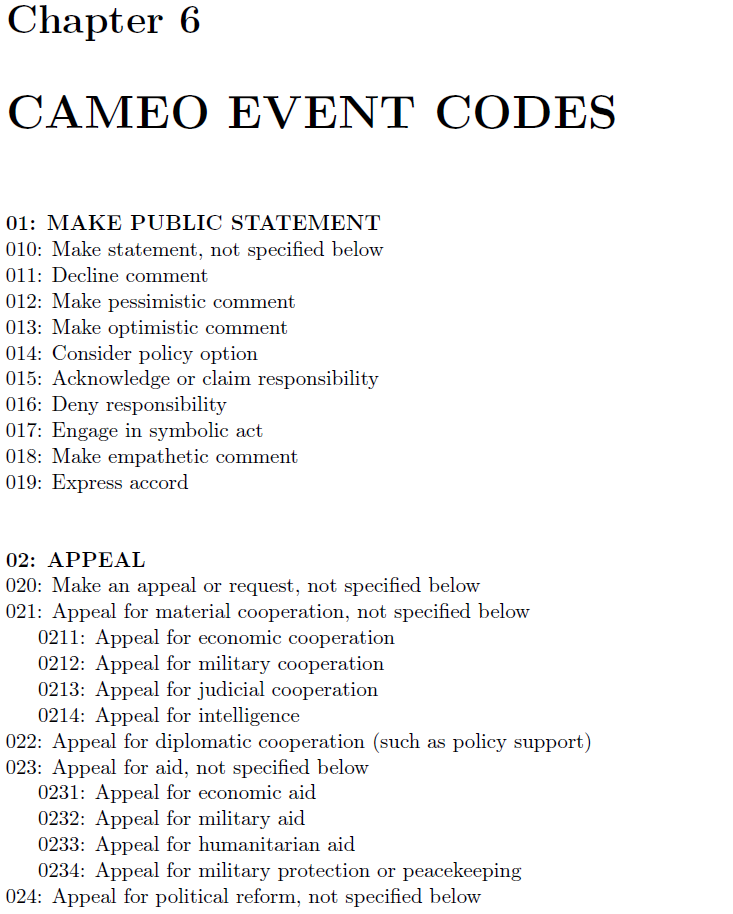 Chapter 6
CAMEO EVENT CODES
01: MAKE PUBLIC STATEMENT
010: Make statement, not specified below
011: Decline comment
012: Make pessimistic comment
013: Make optimistic comment
014: Consider policy option
015: Acknowledge or claim responsibility
016: Deny responsibility
017: Engage in symbolic act
018: Make empathetic comment
019: Express accord
02: APPEAL
020: Make an appeal or request, not specified below
021: Appeal for material cooperation, not specified below
0211: Appeal for economic cooperation
0212: Appeal for military cooperation
0213: Appeal for judicial cooperation
0214: Appeal for intelligence
022: Appeal for diplomatic cooperation (such as policy support)
023: Appeal for aid, not specified below
0231: Appeal for economic aid
0232: Appeal for military aid
0233: Appeal for humanitarian aid
0234: Appeal for military protection or peacekeeping
024: Appeal for political reform, not specified below